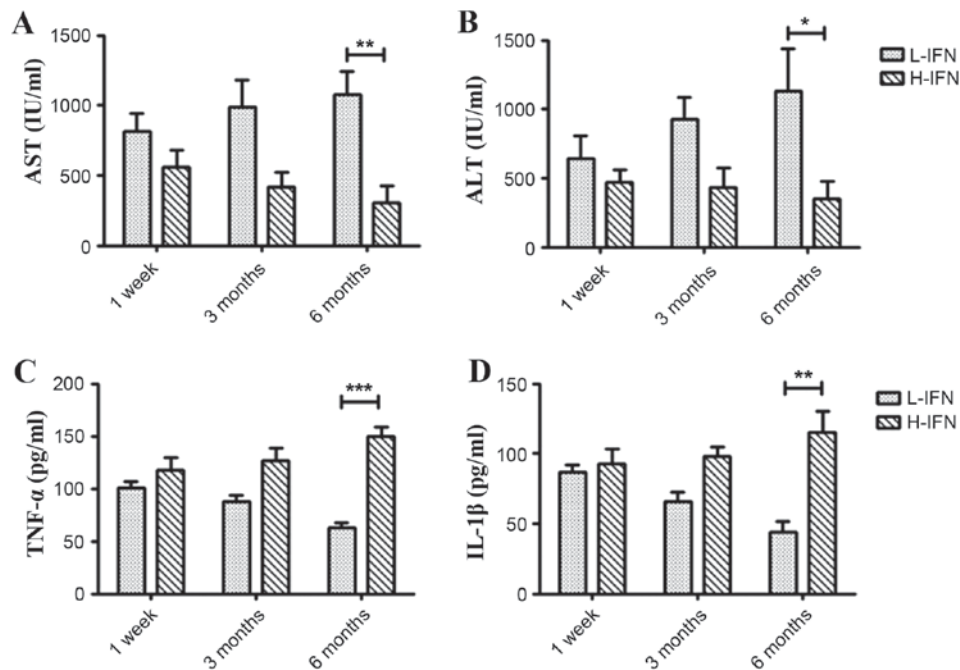 A
AST (IU/ml)
1500
1000
500
0
**
1 week
3 months
6 months
B
ALT (IU/ml)
1500
1000
500
0
*
1 week
3 months
6 months
L-IFN
H-IFN
C
TNF-α (pg/ml)
200
150
100
50
0
***
1 week
3 months
6 months
D
IL-1β (pg/ml)
150
100
50
0
**
1 week
3 months
6 months
L-IFN
H-IFN